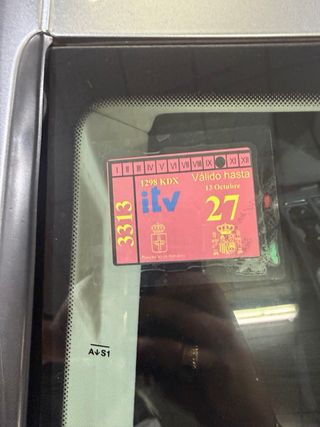 I II III IV V VI VII VIII IX XI XII
1298 KDX
Válido hasta
13 Octubre
3313
itv
27
A↓S1